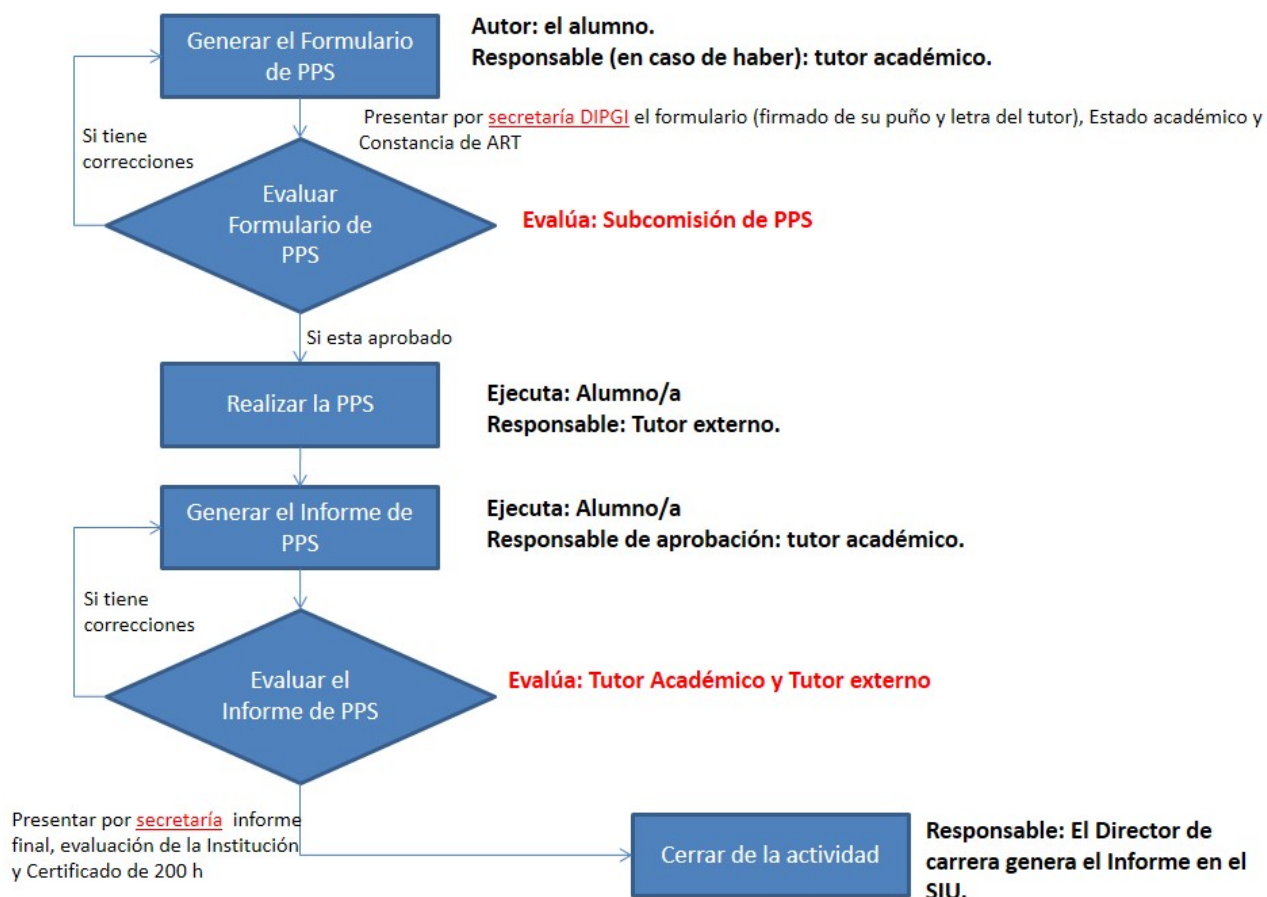 Generar el Formulario
de PPS
Autor: el alumno.
Responsable (en caso de haber): tutor académico.
Presentar por secretaría DIPGI el formulario (firmado de su puño y letra del tutor), Estado académico y
Constancia de ART
Si tiene
correcciones
Evaluar
Formulario de
PPS
Evalúa: Subcomisión de PPS
Si esta aprobado
Realizar la PPS
Ejecuta: Alumno/a
Responsable: Tutor externo.
Generar el Informe de
PPS
Ejecuta: Alumno/a
Responsable de aprobación: tutor académico.
Si tiene
correcciones
Evaluar el
Informe de PPS
Evalúa: Tutor Académico y Tutor externo
Presentar por secretaría informe
final, evaluación de la Institución
y Certificado de 200 h
Cerrar de la actividad
Responsable: El Director de
carrera genera el Informe en el
SIU.